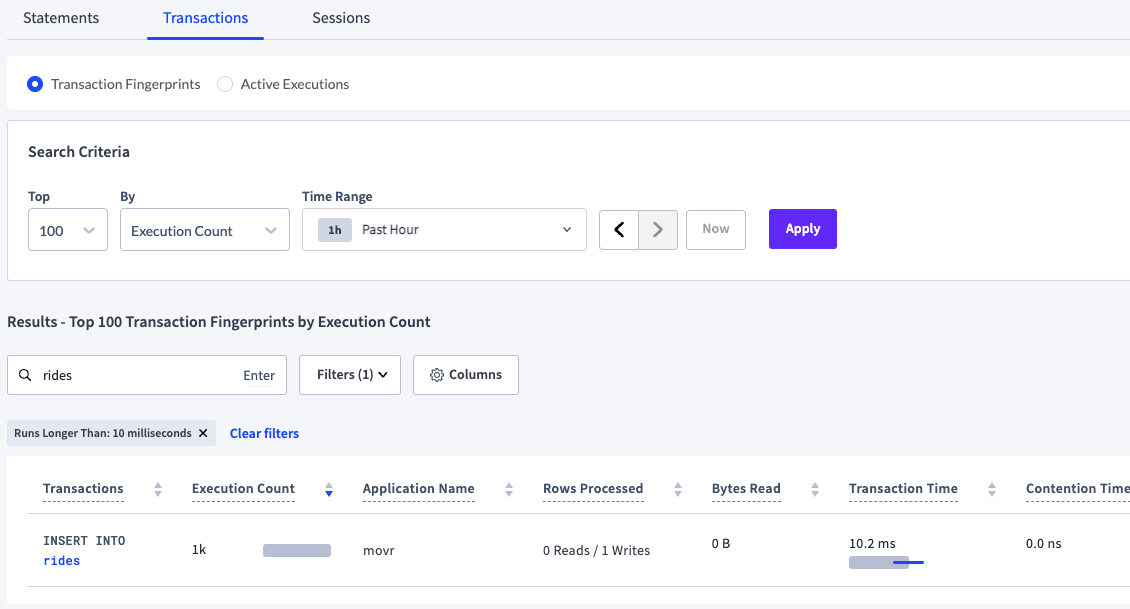 Statements Transactions Sessions
Transaction Fingerprints Active Executions
Search Criteria
Top By Time Range
100 Execution Count 1h Past Hour Now Apply
Results - Top 100 Transaction Fingerprints by Execution Count
rides Enter Filters (1) Columns
Runs Longer Than: 10 milliseconds Clear filters
Transactions Execution Count Application Name Rows Processed Bytes Read Transaction Time Contention Time
INSERT INTO
rides 1k movr 0 Reads / 1 Writes 0 B 10.2 ms 0.0 ns